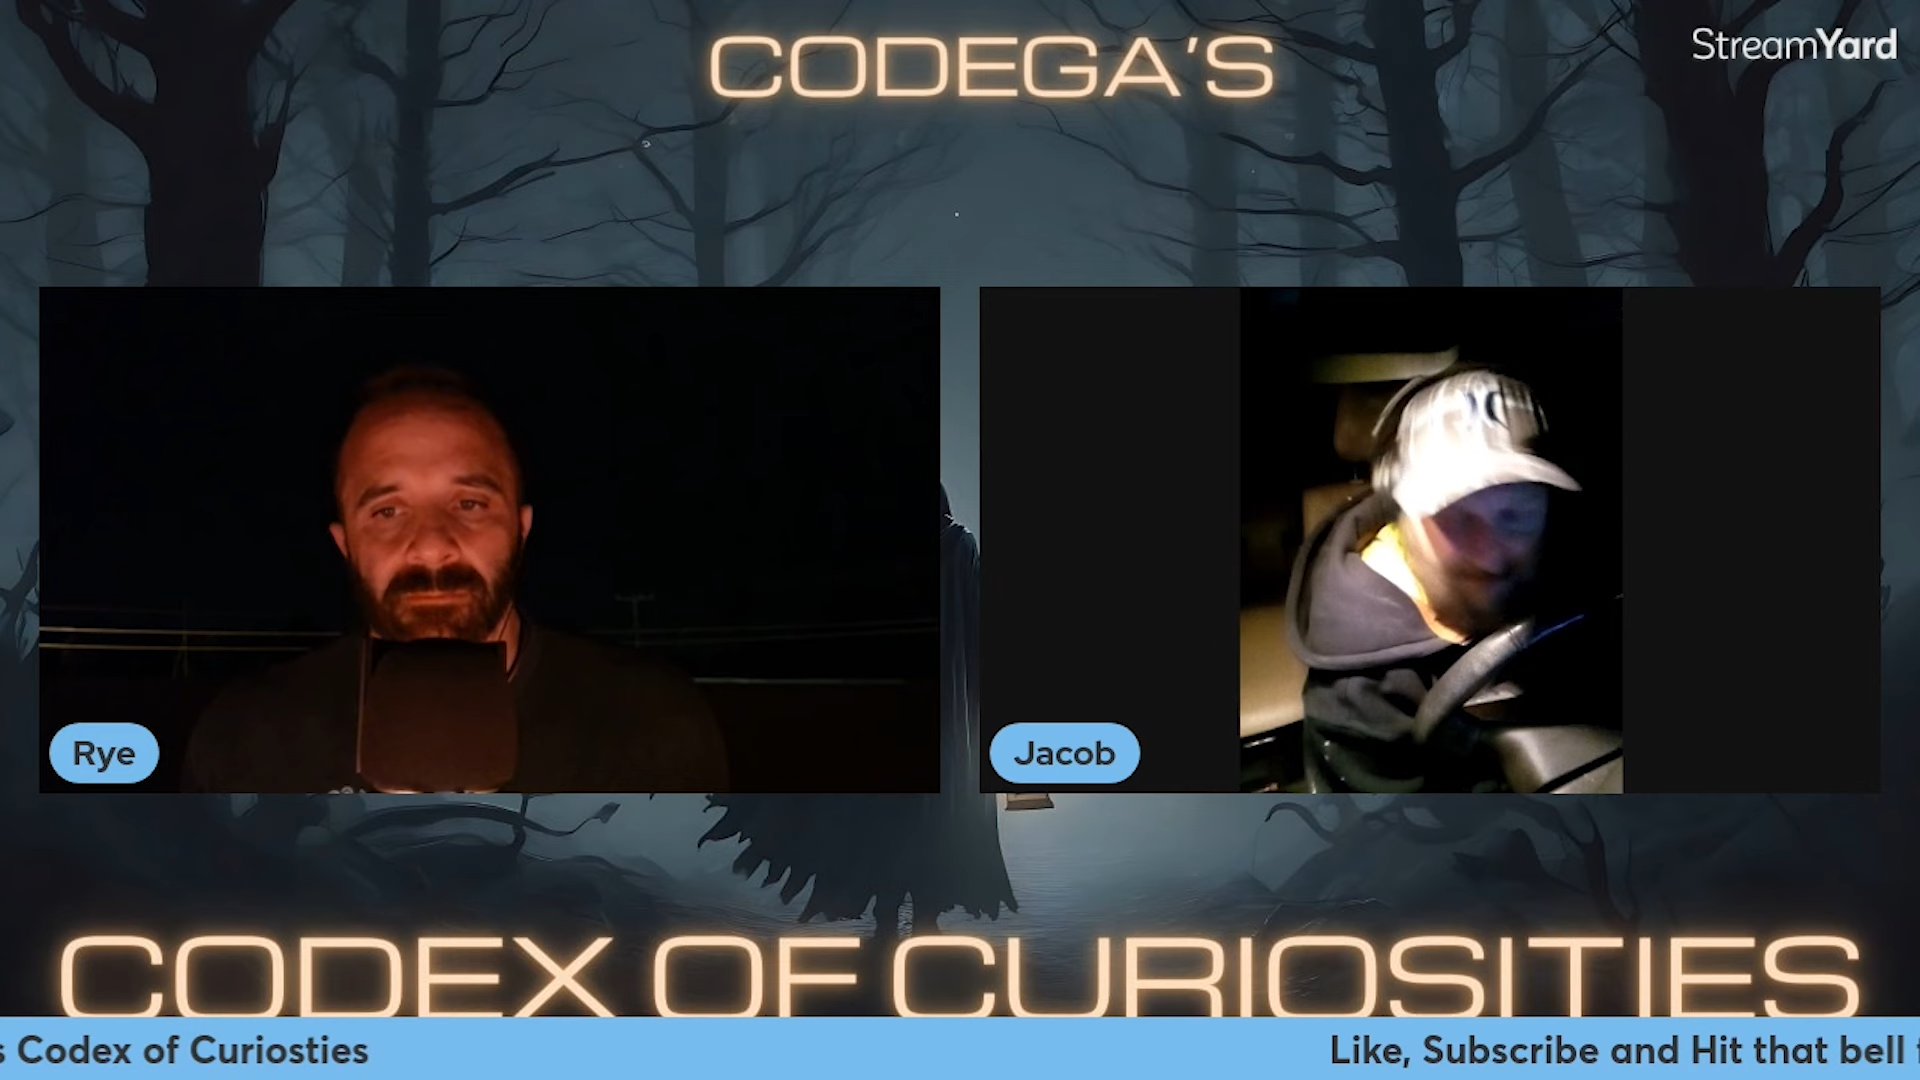 CODEGA'S
StreamYard
Rye
Jacob
CODEX OF CURIOSITIES
s Codex of Curiosties
Like, Subscribe and Hit that bell f